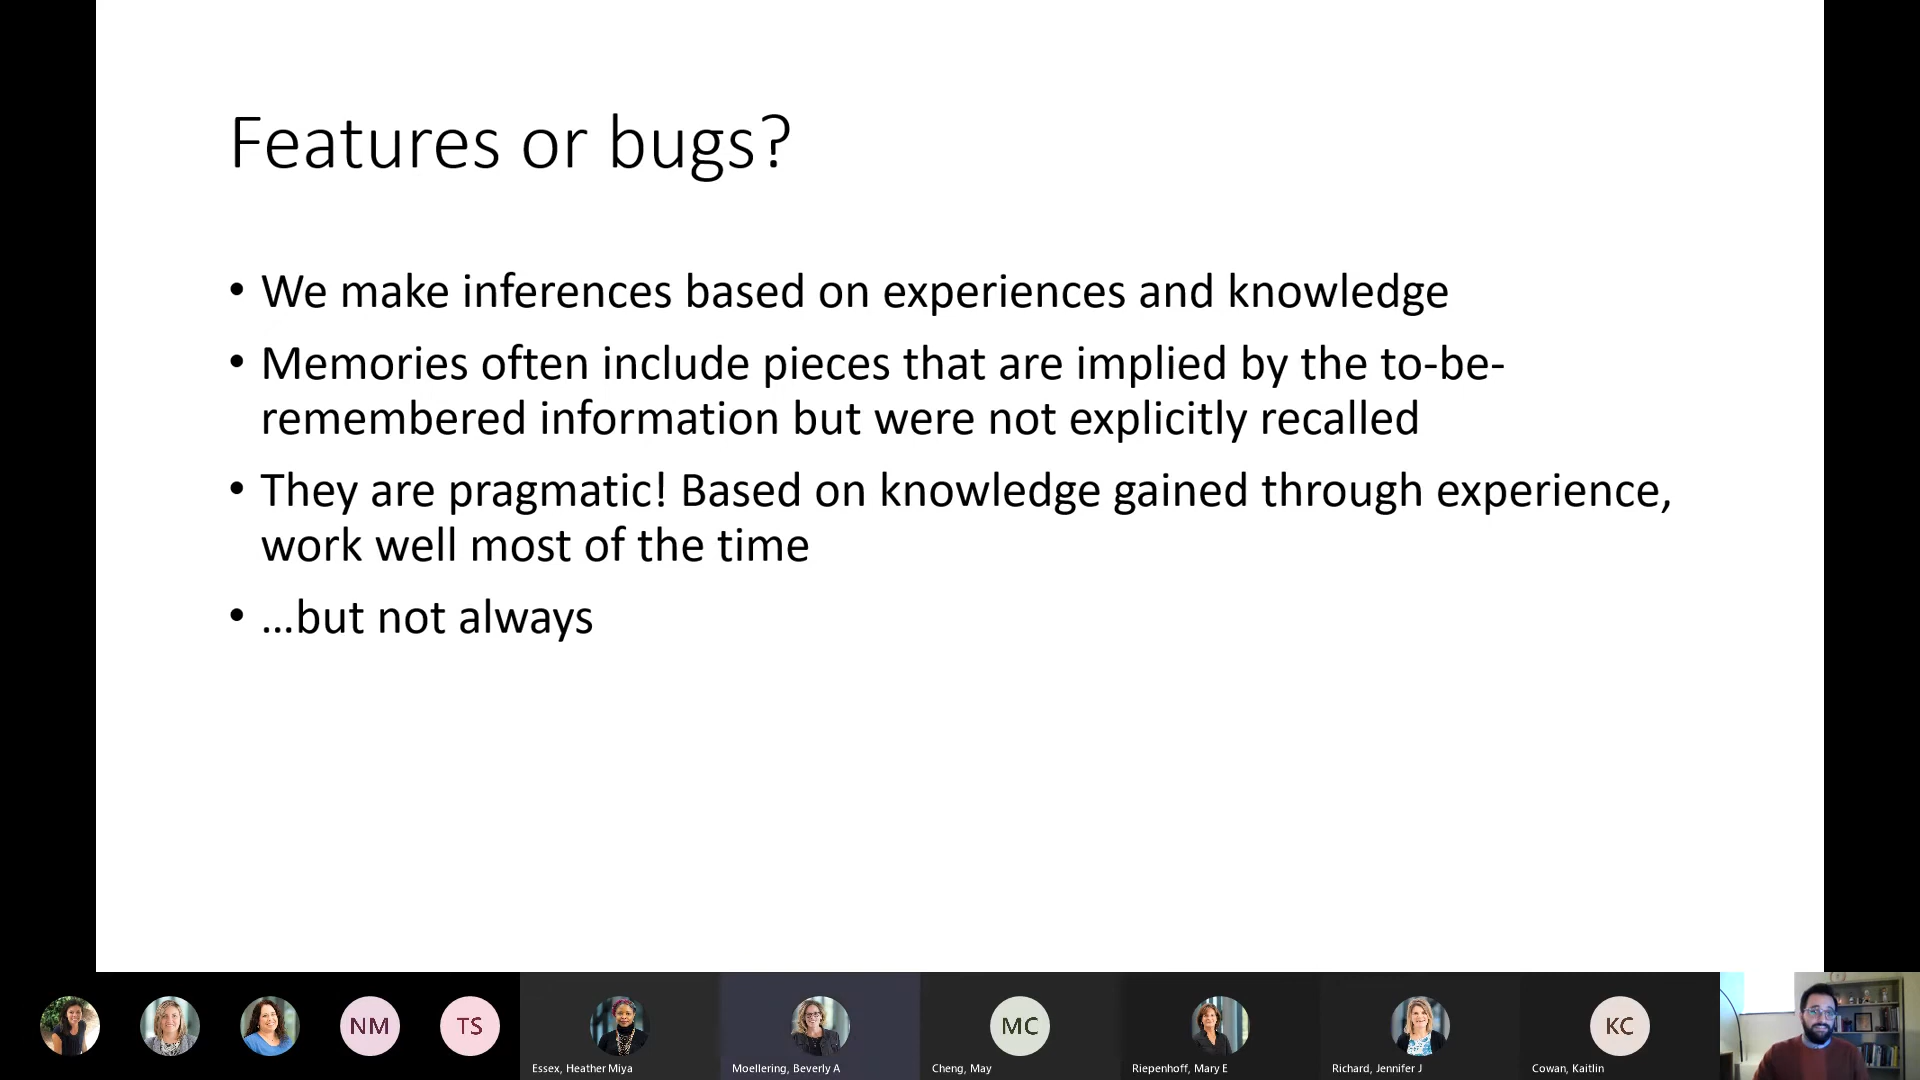 Features or bugs?
• We make inferences based on experiences and knowledge
• Memories often include pieces that are implied by the to-be-
remembered information but were not explicitly recalled
• They are pragmatic! Based on knowledge gained through experience,
work well most of the time
• …but not always
NM
TS
MC
KC
Essex, Heather Miya
Moellering, Beverly A
Cheng, May
Riepenhoff, Mary E
Richard, Jennifer J
Cowan, Kaitlin